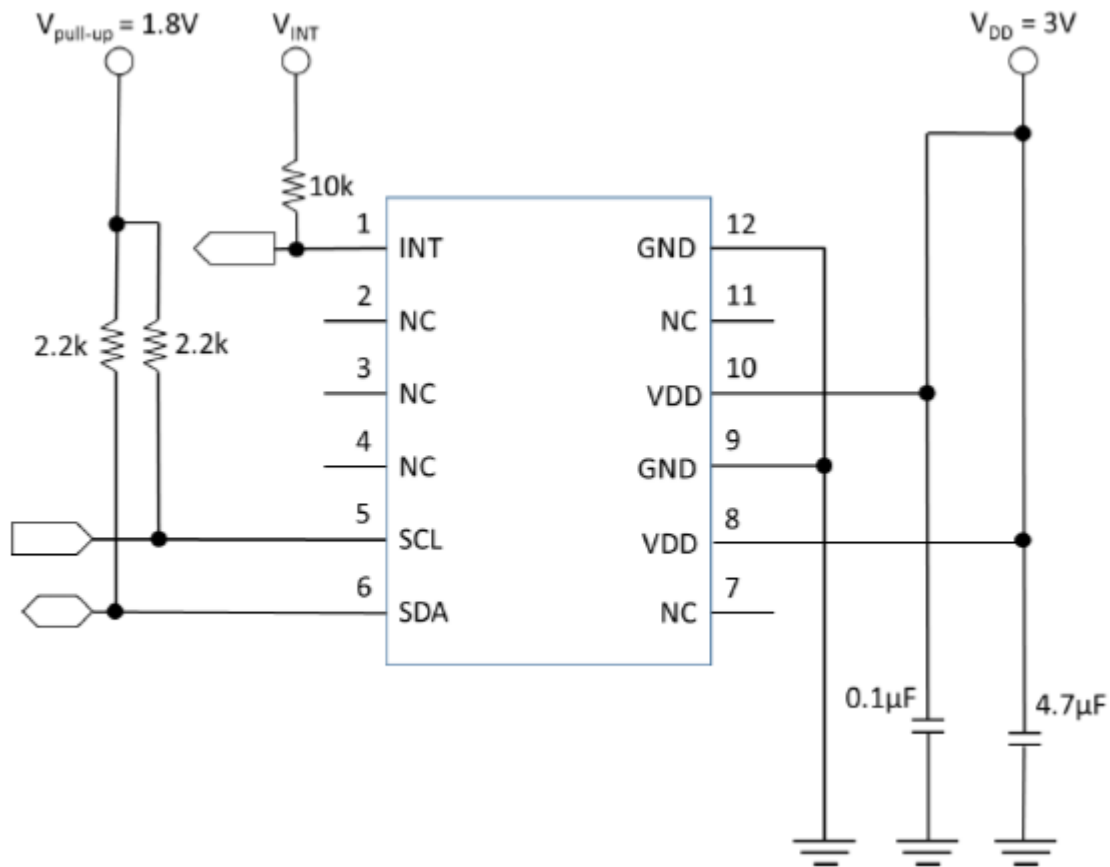 V_pull-up = 1.8V
V_INT
V_DD = 3V
10k
2.2k
2.2k
1
INT
2
NC
3
NC
4
NC
5
SCL
6
SDA
12
GND
11
NC
10
VDD
9
GND
8
VDD
7
NC
0.1µF
4.7µF